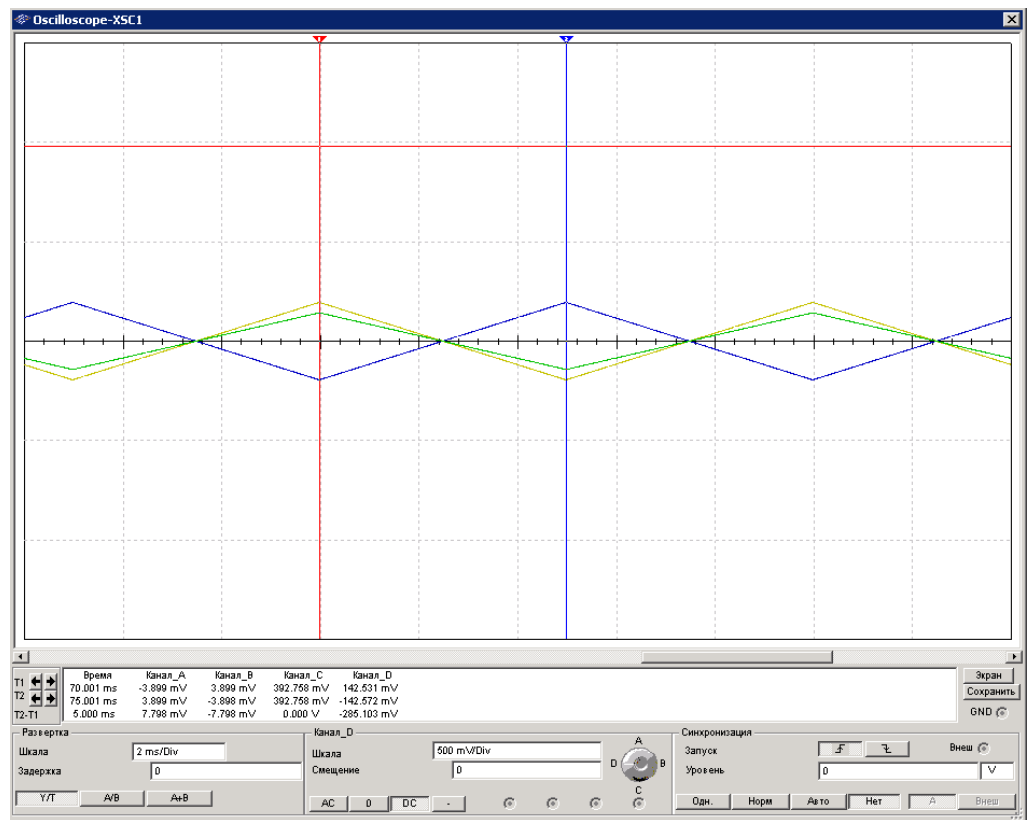 Oscilloscope-XSC1
1 2
Время Канал_A Канал_B Канал_C Канал_D
T1 70.001 ms -3.899 mV 3.899 mV 392.758 mV 142.531 mV
T2 75.001 ms 3.899 mV -3.898 mV 392.758 mV -142.572 mV
T2-T1 5.000 ms 7.798 mV -7.798 mV 0.000 V -285.103 mV
Экран
Сохранить
GND
Развертка
Шкала 2 ms/Div
Задержка 0
Y/T A/B A+B
Канал_D
Шкала 500 mV/Div
Смещение 0
A
D B
C
AC 0 DC -
Синхронизация
Запуск Внеш
Уровень 0 V
Одн. Норм Авто Нет A Внеш